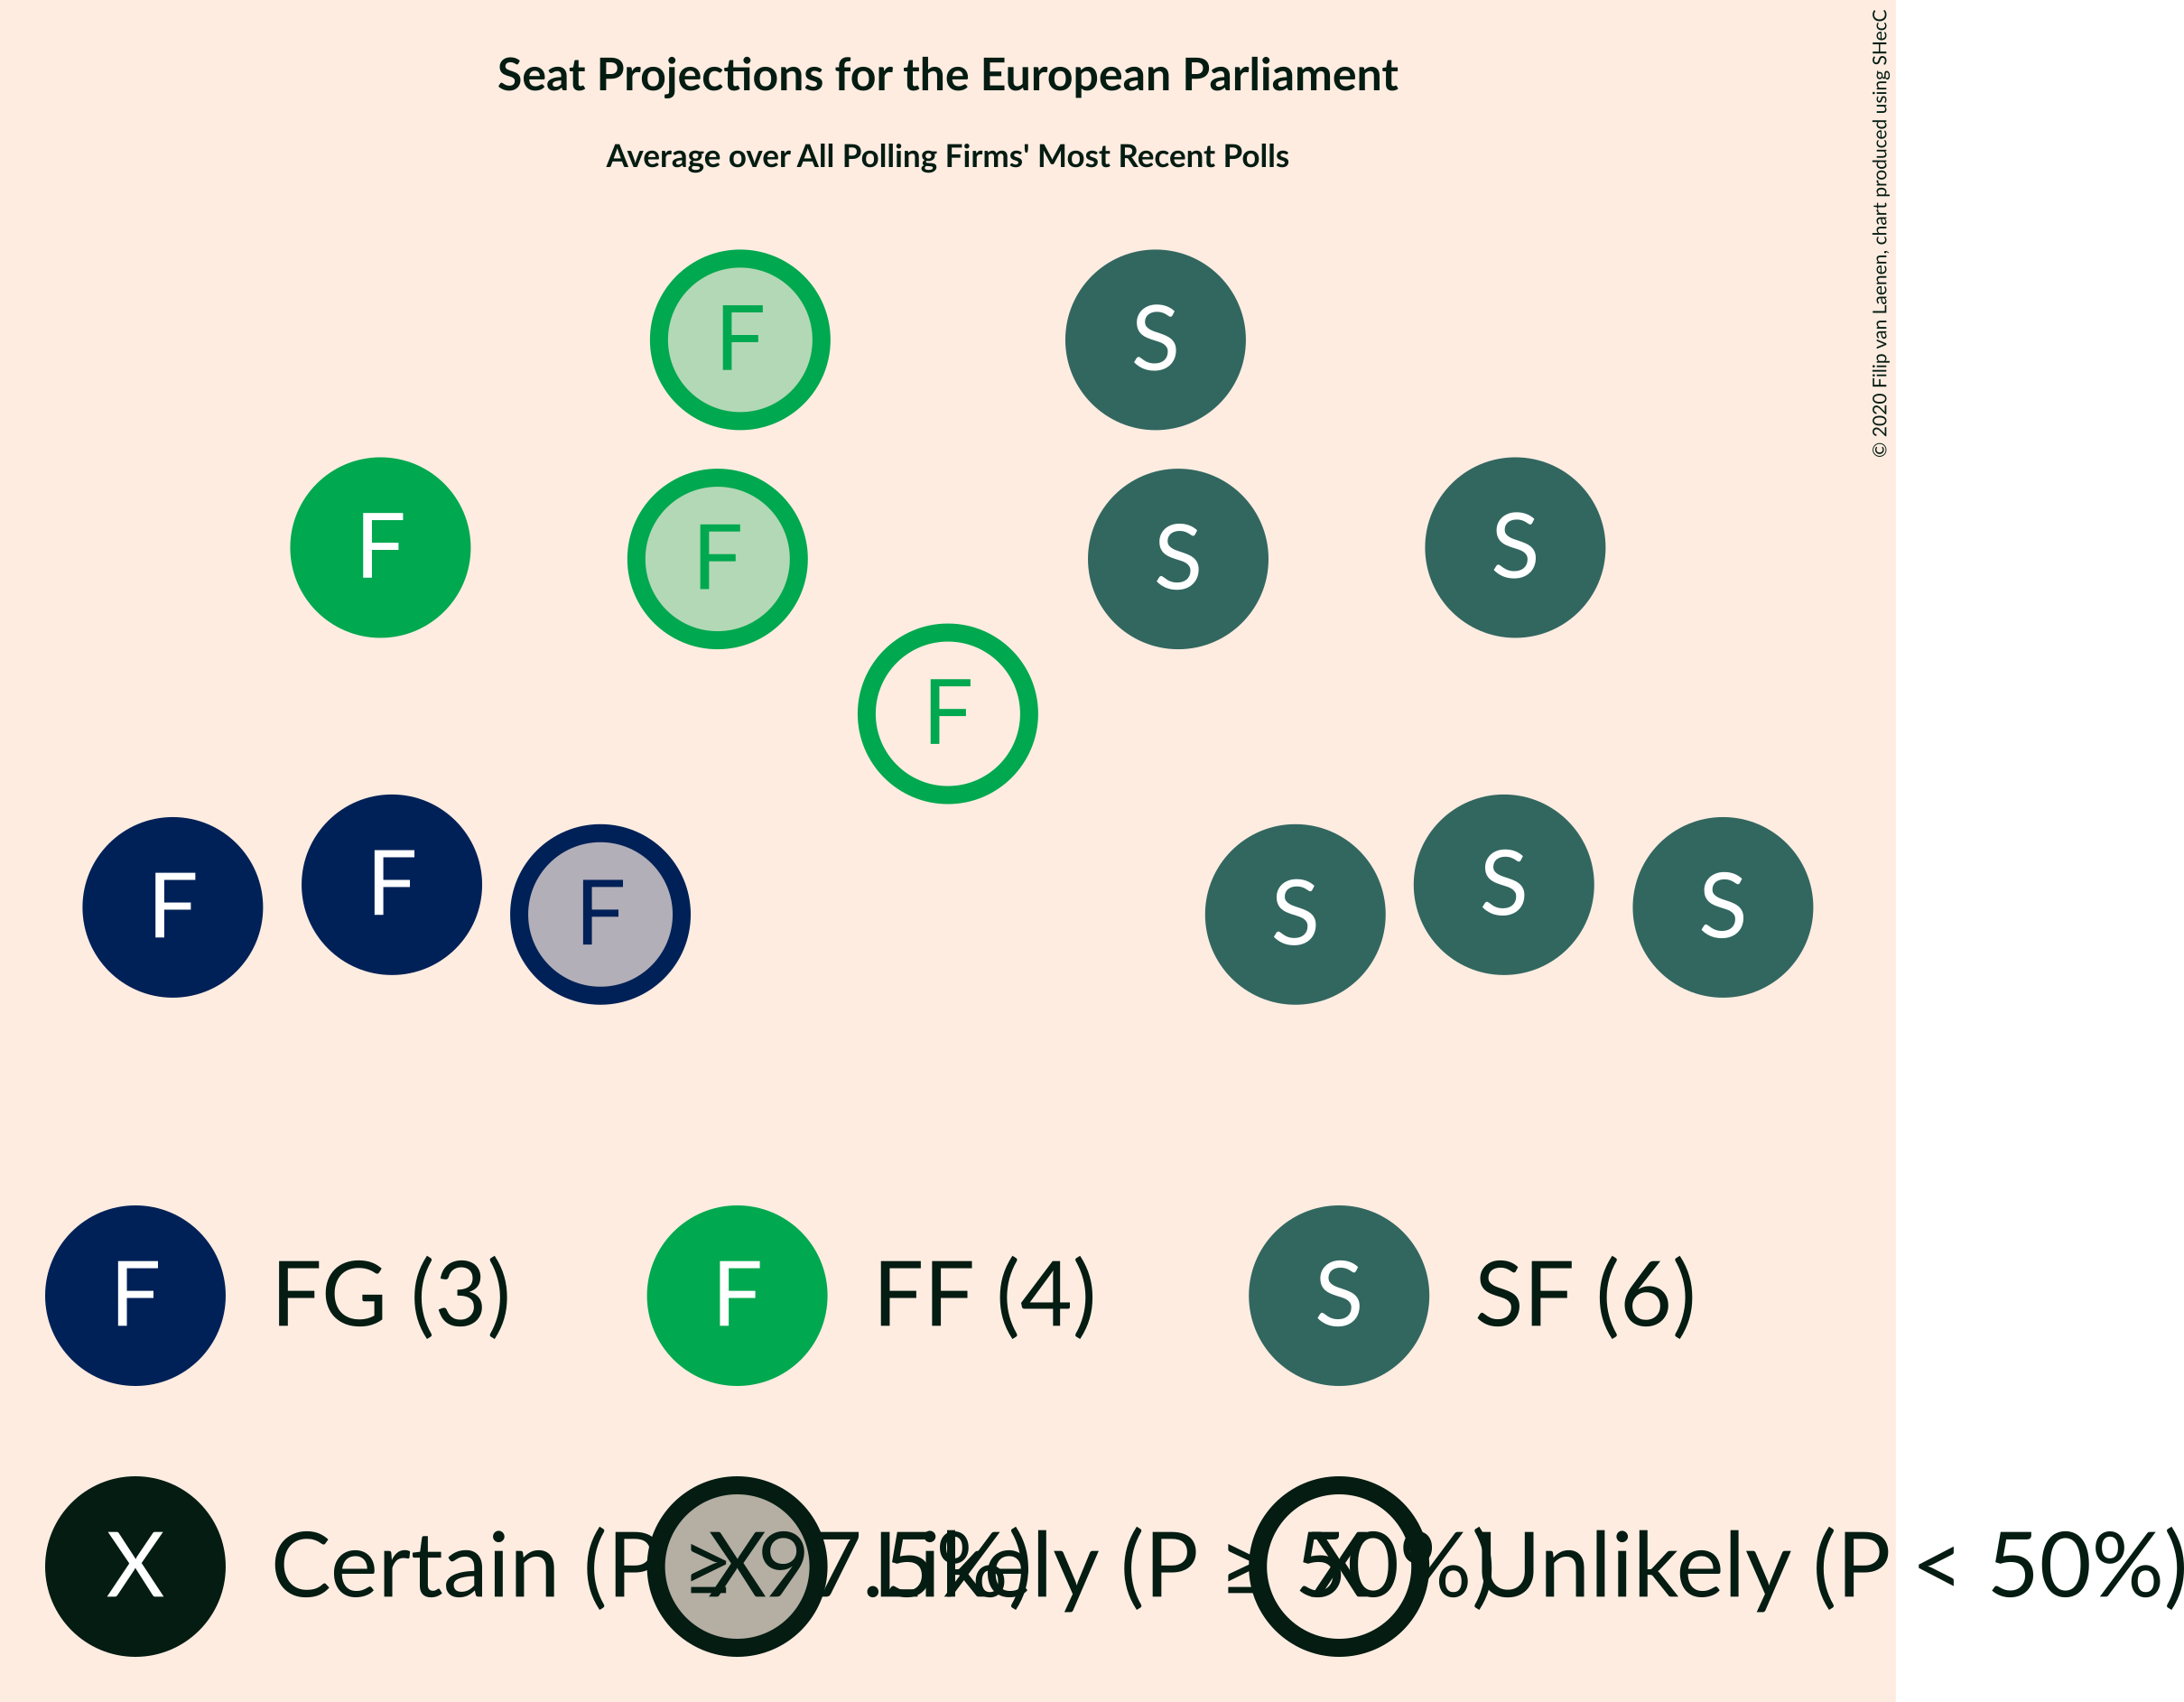 Seat Projections for the European Parliament
Average over All Polling Firms' Most Recent Polls
© 2020 Filip van Laenen, chart produced using SHecC
F S
F F S S
F
F F F S S S
F FG (3) F FF (4) S SF (6)
X Certain (P ≥ 97.5%) X Likely (P ≥ 50%) X Unlikely (P < 50%)